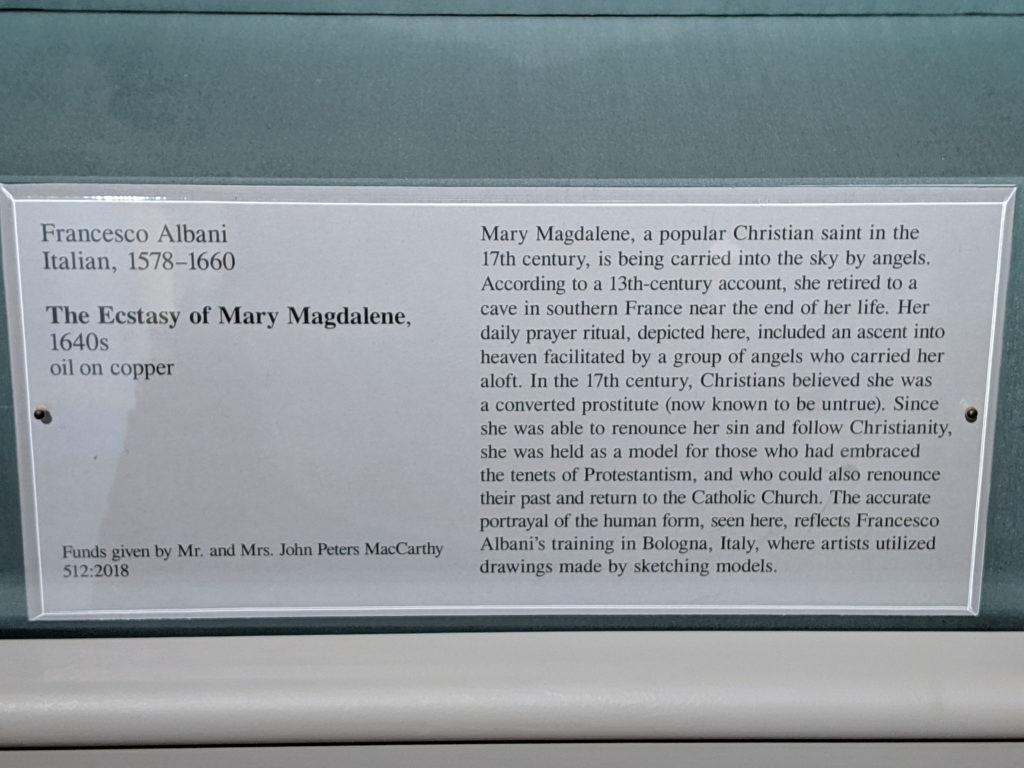 Francesco Albani
Italian, 1578–1660
The Ecstasy of Mary Magdalene,
1640s
oil on copper
Funds given by Mr. and Mrs. John Peters MacCarthy
512:2018
Mary Magdalene, a popular Christian saint in the
17th century, is being carried into the sky by angels.
According to a 13th-century account, she retired to a
cave in southern France near the end of her life. Her
daily prayer ritual, depicted here, included an ascent into
heaven facilitated by a group of angels who carried her
aloft. In the 17th century, Christians believed she was
a converted prostitute (now known to be untrue). Since
she was able to renounce her sin and follow Christianity,
she was held as a model for those who had embraced
the tenets of Protestantism, and who could also renounce
their past and return to the Catholic Church. The accurate
portrayal of the human form, seen here, reflects Francesco
Albani's training in Bologna, Italy, where artists utilized
drawings made by sketching models.